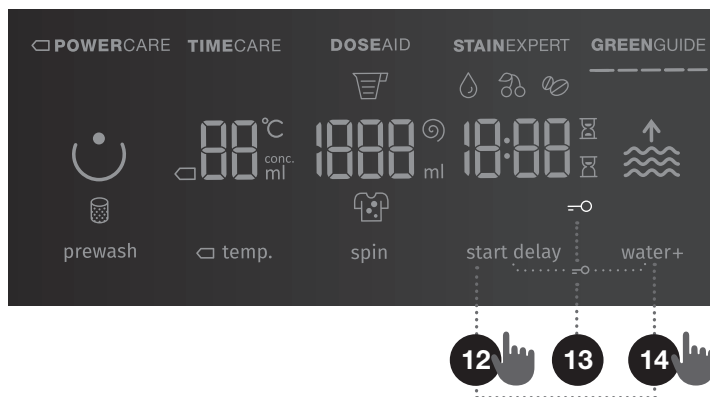 POWERCARE TIMECARE DOSEAID STAINEXPERT GREENGUIDE
88 °C conc. ml 1888 ml 18:88
prewash temp. spin start delay water+
12 13 14